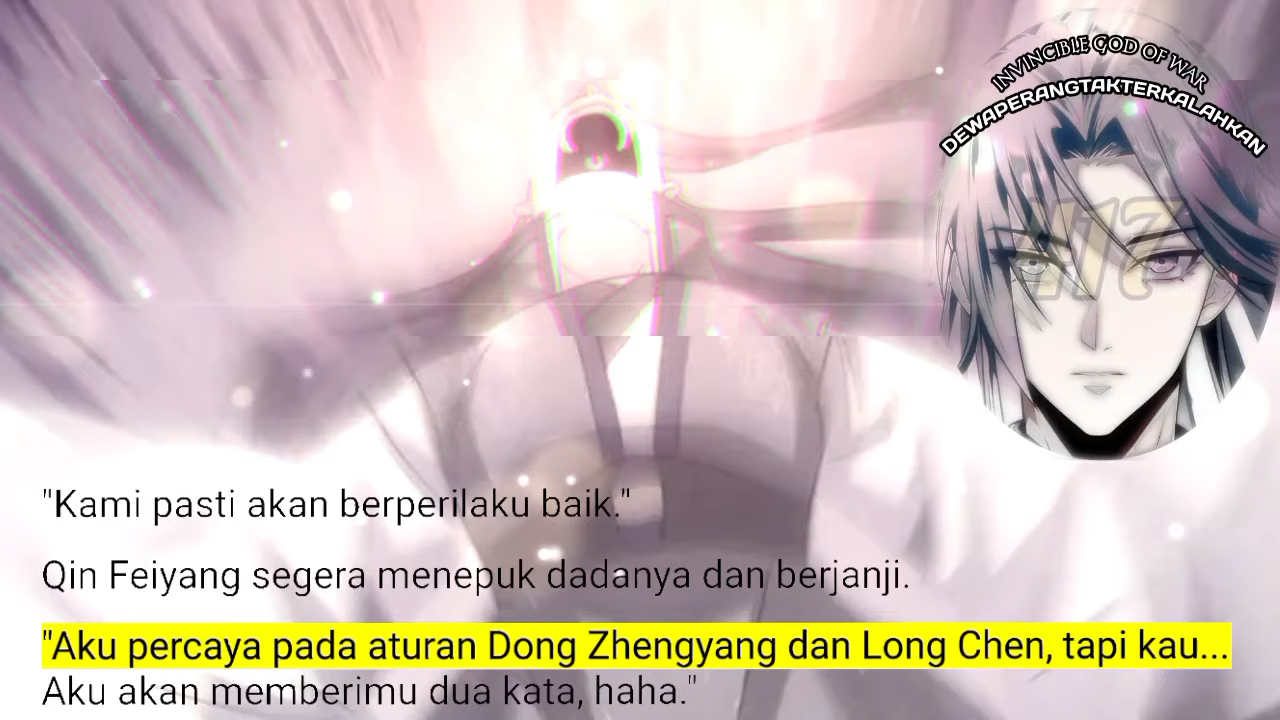 INVINCIBLE GOD OF WAR
DEWAPERANGTAKTERKALAHKAN
417
"Kami pasti akan berperilaku baik."
Qin Feiyang segera menepuk dadanya dan berjanji.
"Aku percaya pada aturan Dong Zhengyang dan Long Chen, tapi kau...
Aku akan memberimu dua kata, haha."